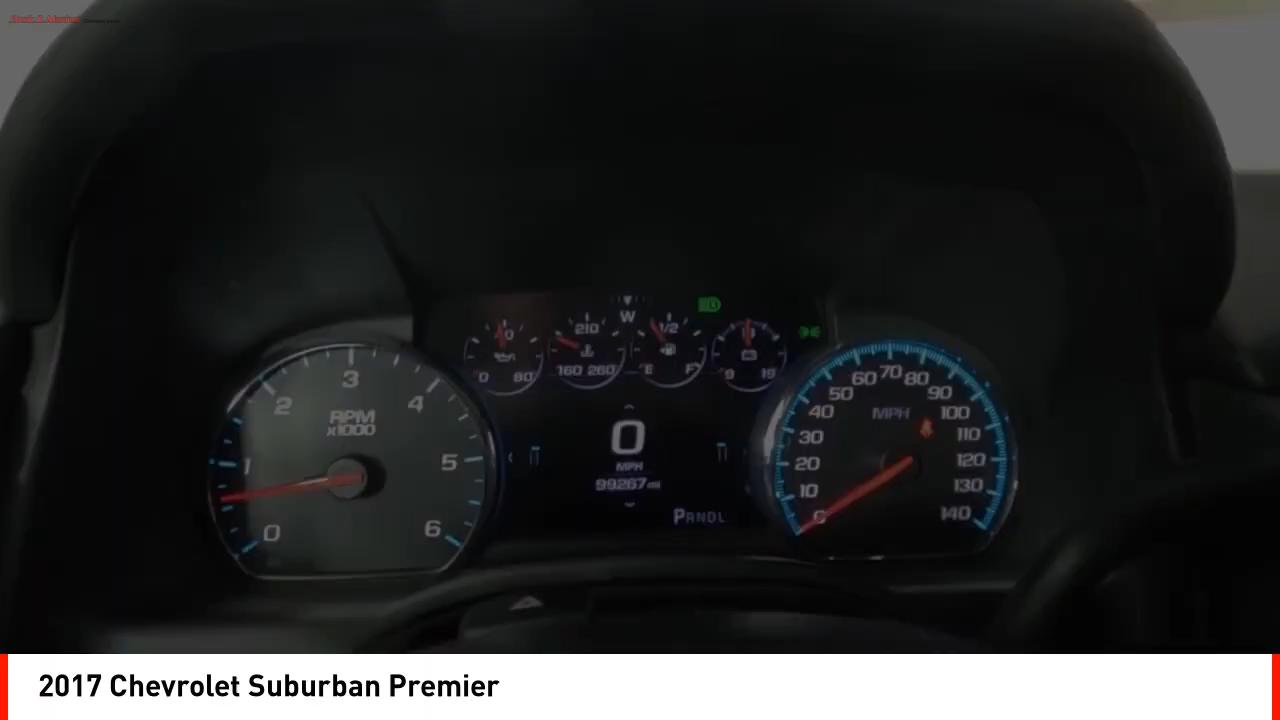 W
40
210
1/2
0 80
160 260
E F
9 19
0
MPH
99267 mi
PRNDL
RPM
x1000
0 1 2 3 4 5 6
MPH
0 10 20 30 40 50 60 70 80 90 100 110 120 130 140
2017 Chevrolet Suburban Premier